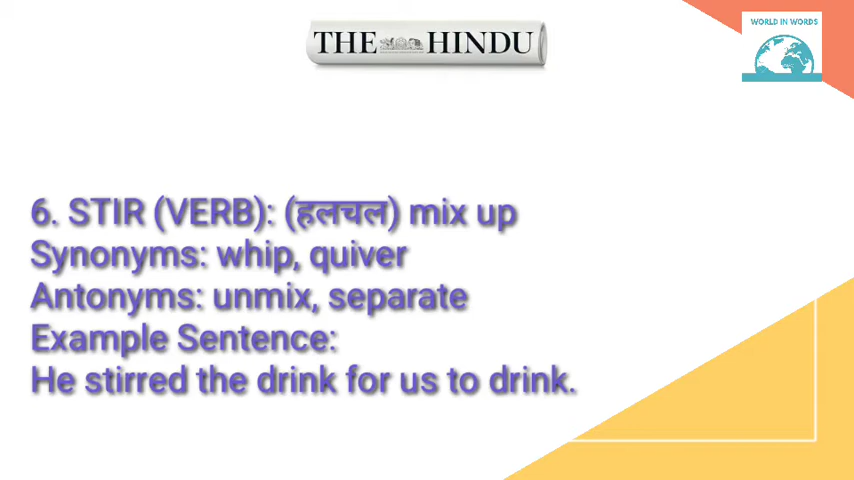 THE HINDU
WORLD IN WORDS
6. STIR (VERB): (हलचल) mix up
Synonyms: whip, quiver
Antonyms: unmix, separate
Example Sentence:
He stirred the drink for us to drink.